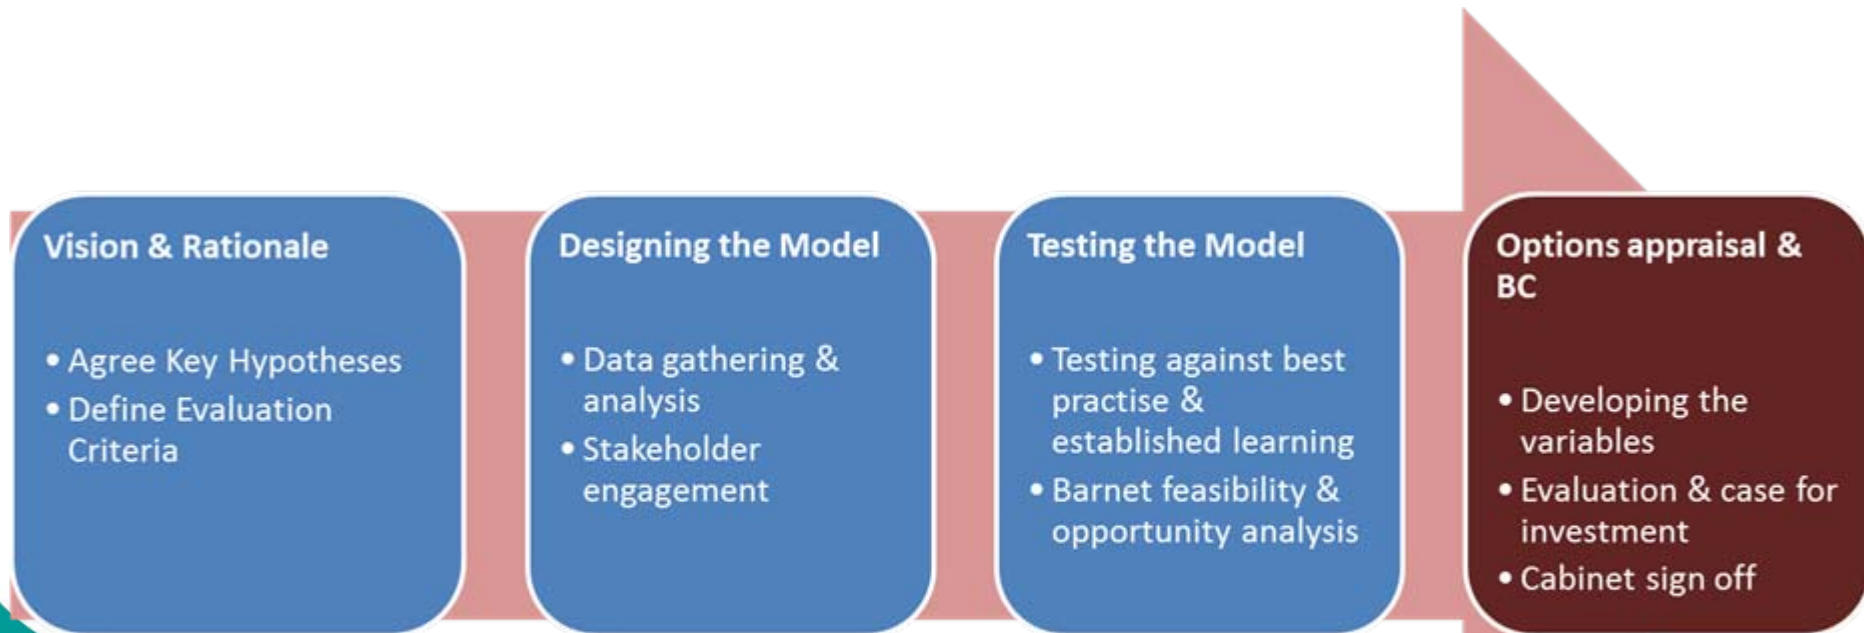 Vision & Rationale
• Agree Key Hypotheses
• Define Evaluation
Criteria
Designing the Model
• Data gathering &
analysis
• Stakeholder
engagement
Testing the Model
• Testing against best
practise &
established learning
• Barnet feasibility &
opportunity analysis
Options appraisal &
BC
• Developing the
variables
• Evaluation & case for
investment
• Cabinet sign off